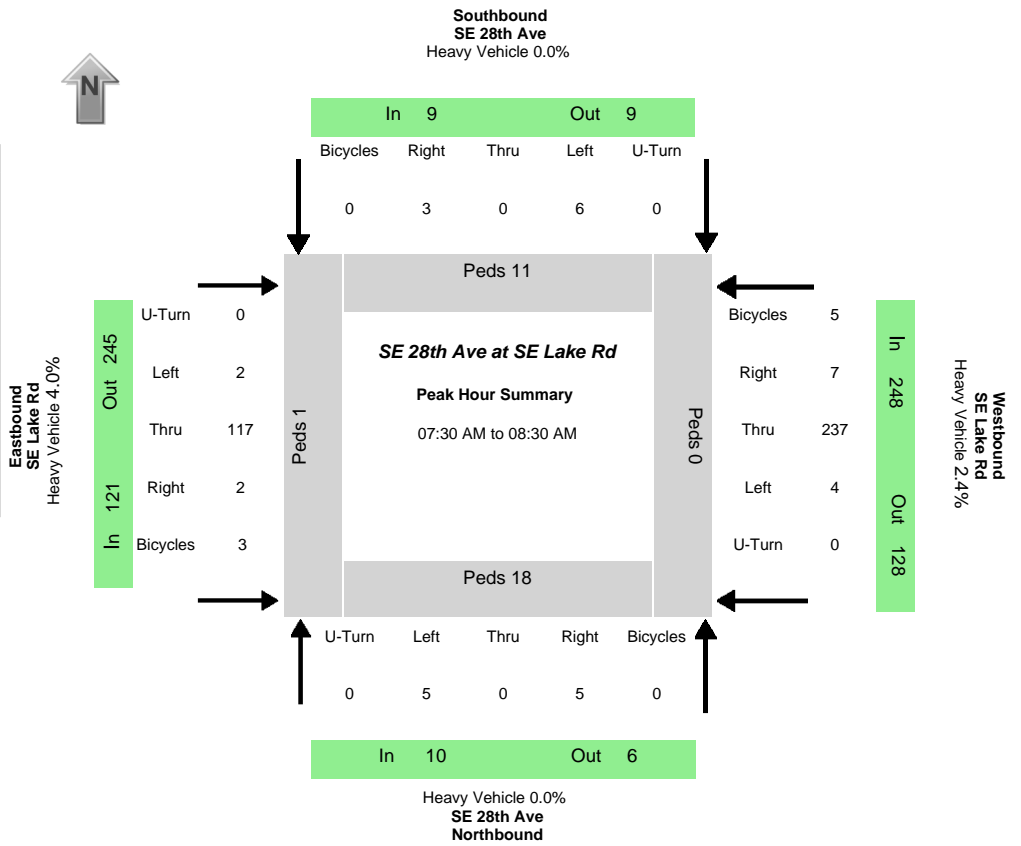 Southbound
SE 28th Ave
Heavy Vehicle 0.0%
N
In 9 Out 9
Bicycles Right Thru Left U-Turn
0 3 0 6 0
Peds 11
Eastbound
SE Lake Rd
Heavy Vehicle 4.0%
Out 245
In 121
U-Turn 0
Left 2
Thru 117
Right 2
Bicycles 3
Peds 1
SE 28th Ave at SE Lake Rd
Peak Hour Summary
07:30 AM to 08:30 AM
Peds 0
Bicycles 5
Right 7
Thru 237
Left 4
U-Turn 0
In 248
Out 128
Westbound
SE Lake Rd
Heavy Vehicle 2.4%
Peds 18
U-Turn Left Thru Right Bicycles
0 5 0 5 0
In 10 Out 6
Heavy Vehicle 0.0%
SE 28th Ave
Northbound